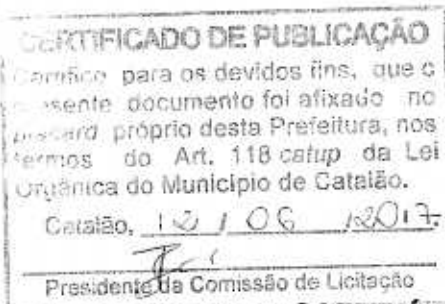 CERTIFICADO DE PUBLICAÇÃO
Certifico para os devidos fins, que o
presente documento foi afixado no
placard próprio desta Prefeitura, nos
termos do Art. 118 catup da Lei
Orgânica do Município de Catalão.
Catalão, 12 / 06 / 2017.
Presidente da Comissão de Licitação